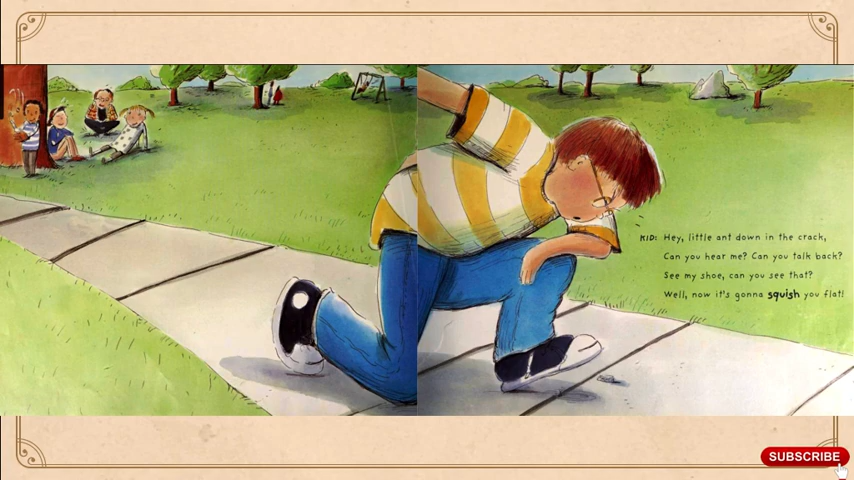 KID: Hey, little ant down in the crack,
Can you hear me? Can you talk back?
See my shoe, can you see that?
Well, now it's gonna squish you flat!
SUBSCRIBE